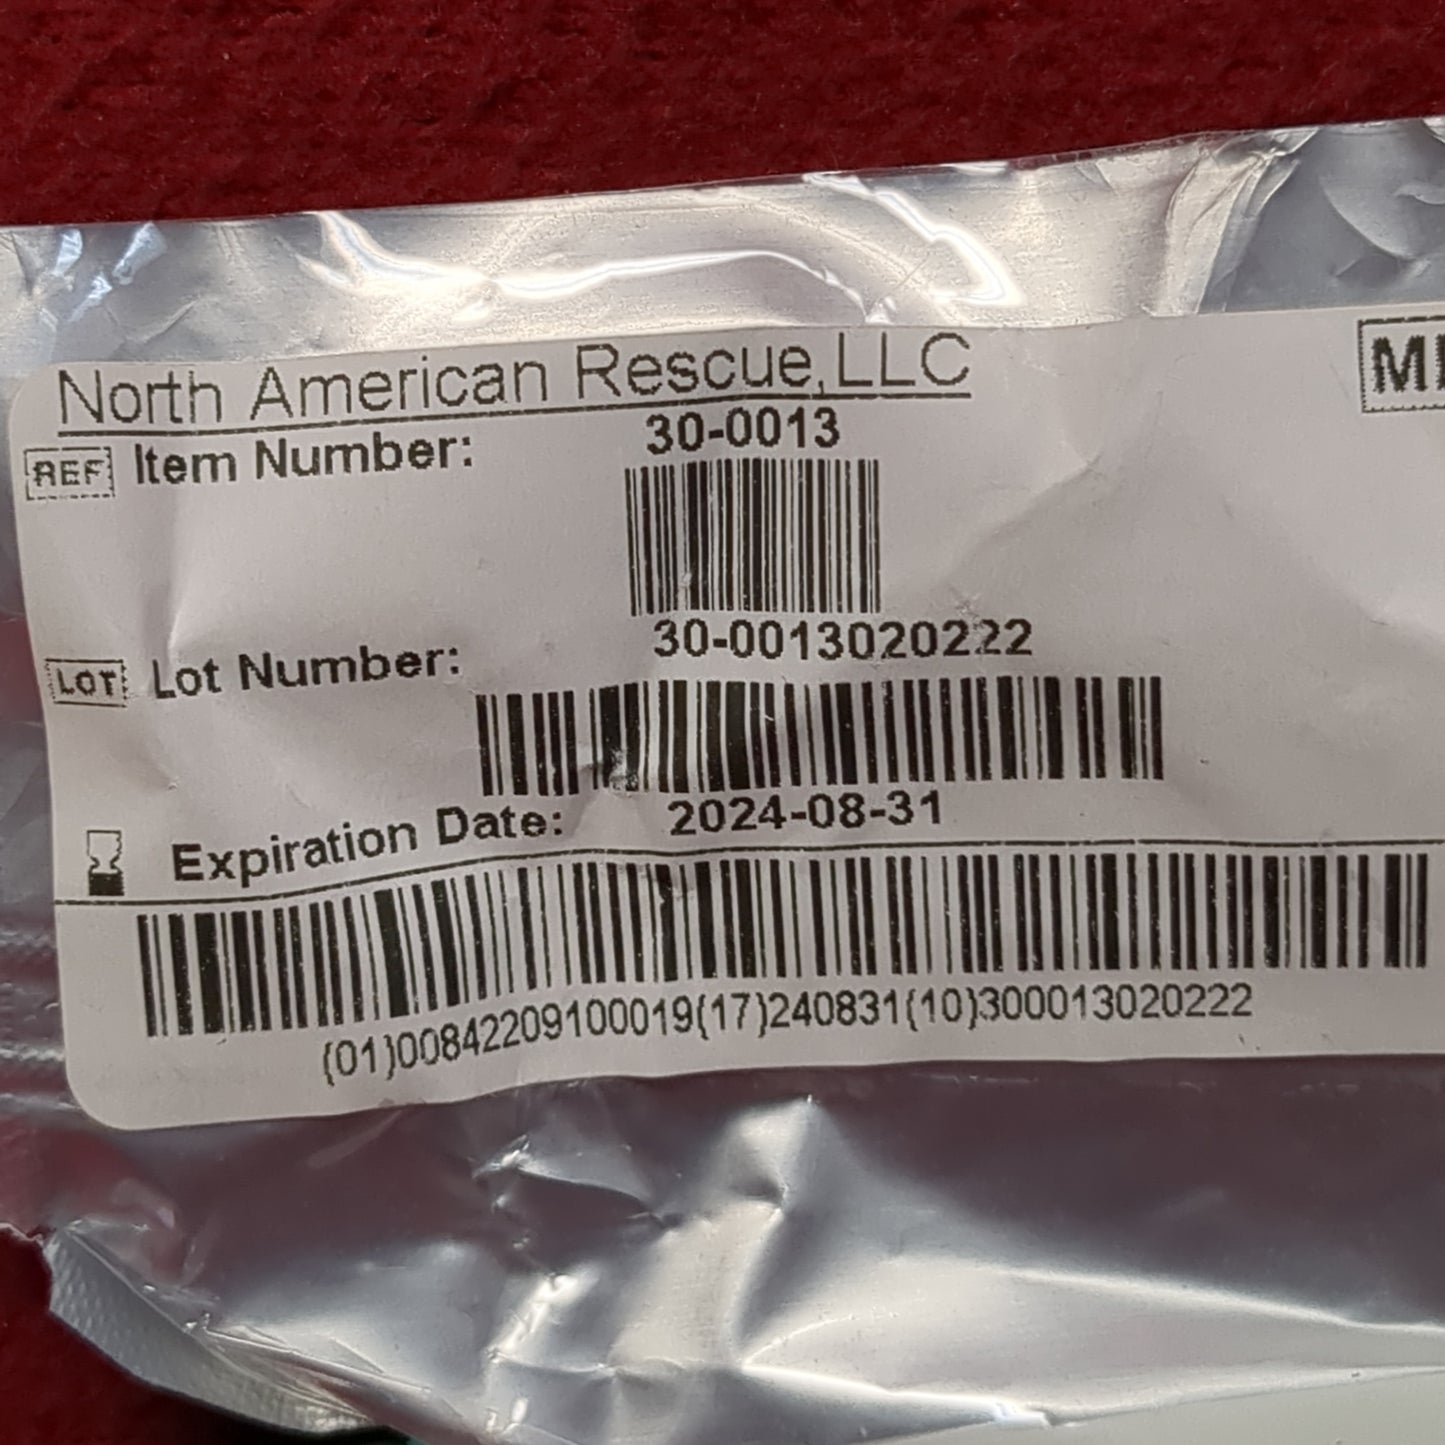 North American Rescue,LLC
REF Item Number: 30-0013
LOT Lot Number: 30-0013020222
Expiration Date: 2024-08-31
(01)00842209100019(17)240831(10)300013020222